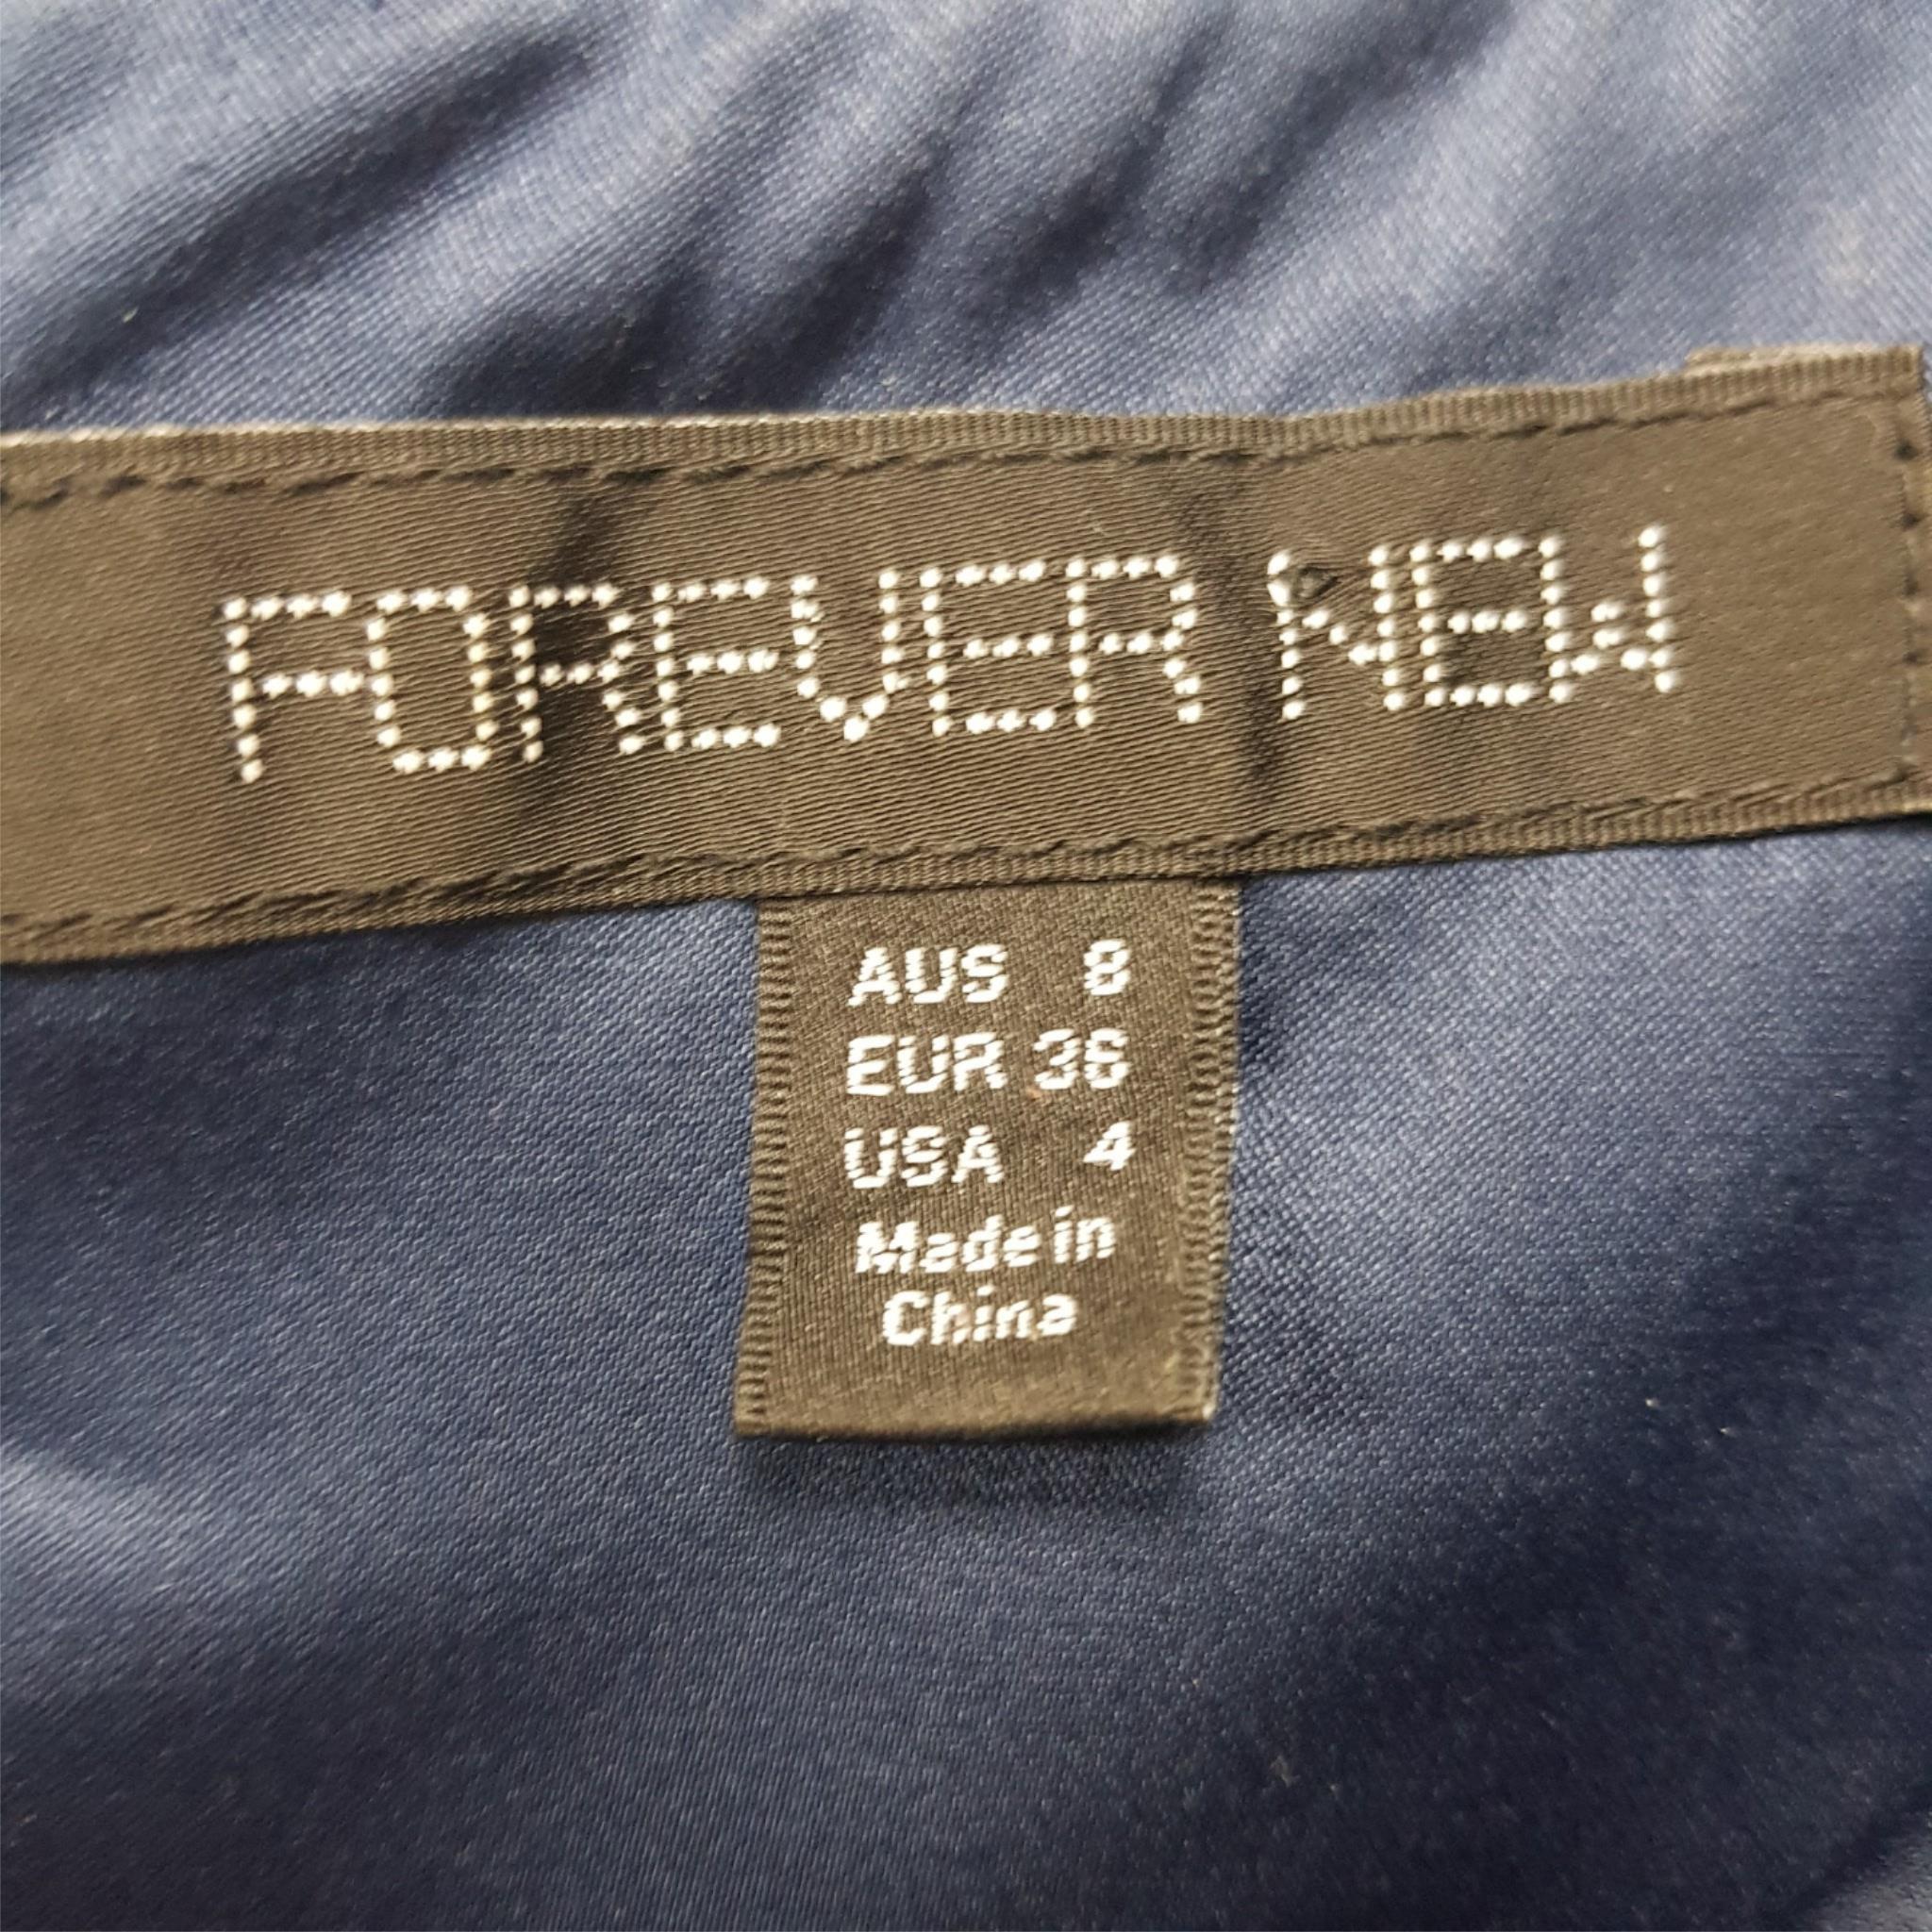 FOREVER NEW
AUS 8
EUR 36
USA 4
Made in
China